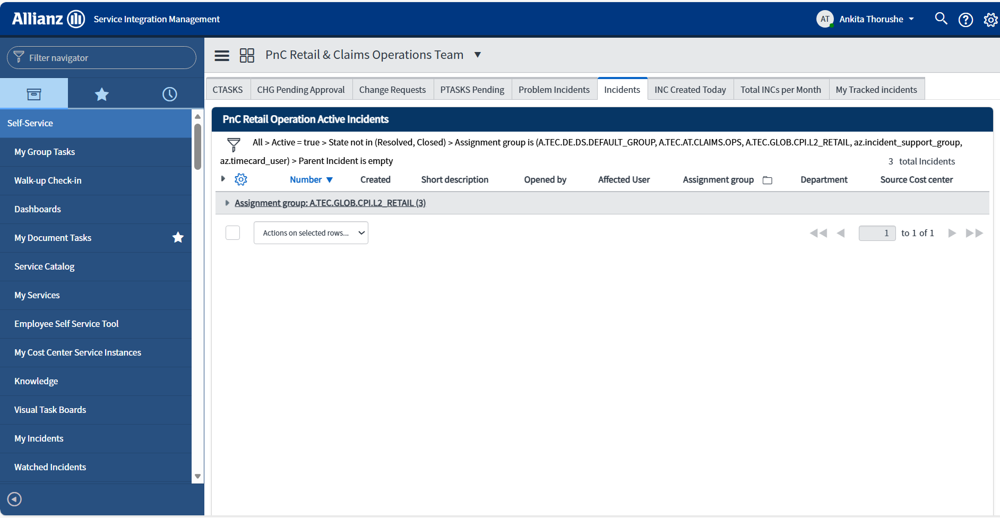 Allianz
Service Integration Management
AT
Ankita Thorushe
Filter navigator
Self-Service
My Group Tasks
Walk-up Check-in
Dashboards
My Document Tasks
Service Catalog
My Services
Employee Self Service Tool
My Cost Center Service Instances
Knowledge
Visual Task Boards
My Incidents
Watched Incidents
PnC Retail & Claims Operations Team
CTASKS
CHG Pending Approval
Change Requests
PTASKS Pending
Problem Incidents
Incidents
INC Created Today
Total INCs per Month
My Tracked incidents
PnC Retail Operation Active Incidents
All > Active = true > State not in (Resolved, Closed) > Assignment group is (A.TEC.DE.DS.DEFAULT_GROUP, A.TEC.AT.CLAIMS.OPS, A.TEC.GLOB.CPI.L2_RETAIL, az.incident_support_group,
az.timecard_user) > Parent Incident is empty
3 total Incidents
Number
Created
Short description
Opened by
Affected User
Assignment group
Department
Source Cost center
Assignment group: A.TEC.GLOB.CPI.L2_RETAIL (3)
Actions on selected rows...
1 to 1 of 1